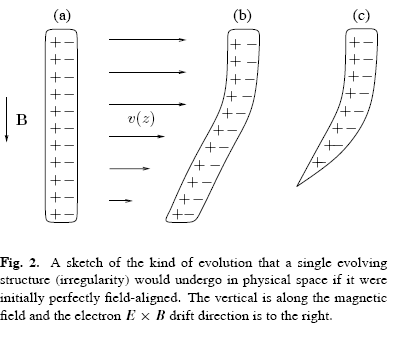 (a) (b) (c)
+ − + − + −
+ − + − + −
+ − + − + −
+ − + − + −
+ − + − + −
B v(z)
+ − + − + −
+ − + − + −
+ − + − +
+ − + −
+ − + −
+ − + −
Fig. 2. A sketch of the kind of evolution that a single evolving
structure (irregularity) would undergo in physical space if it were
initially perfectly field-aligned. The vertical is along the magnetic
field and the electron E × B drift direction is to the right.